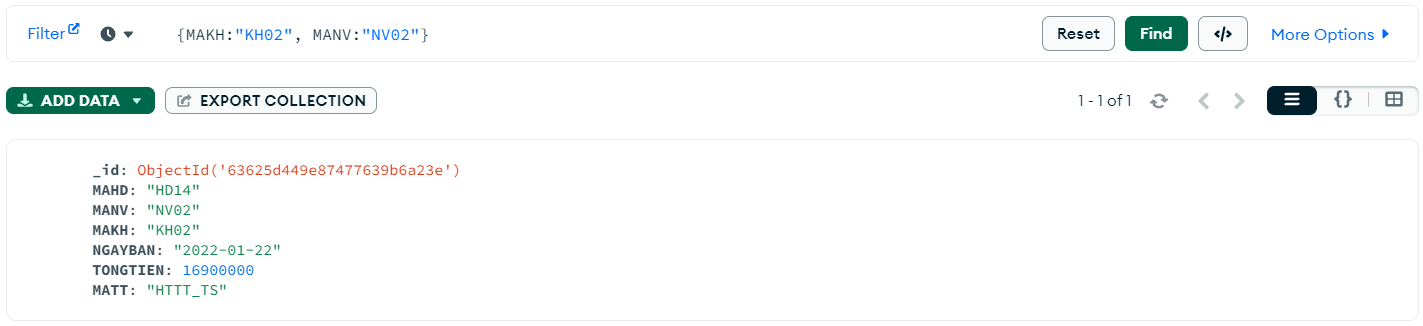 Filter {MAKH:"KH02", MANV:"NV02"} Reset Find </> More Options
ADD DATA EXPORT COLLECTION 1 - 1 of 1 {}
_id: ObjectId('63625d449e87477639b6a23e')
MAHD: "HD14"
MANV: "NV02"
MAKH: "KH02"
NGAYBAN: "2022-01-22"
TONGTIEN: 16900000
MATT: "HTTT_TS"